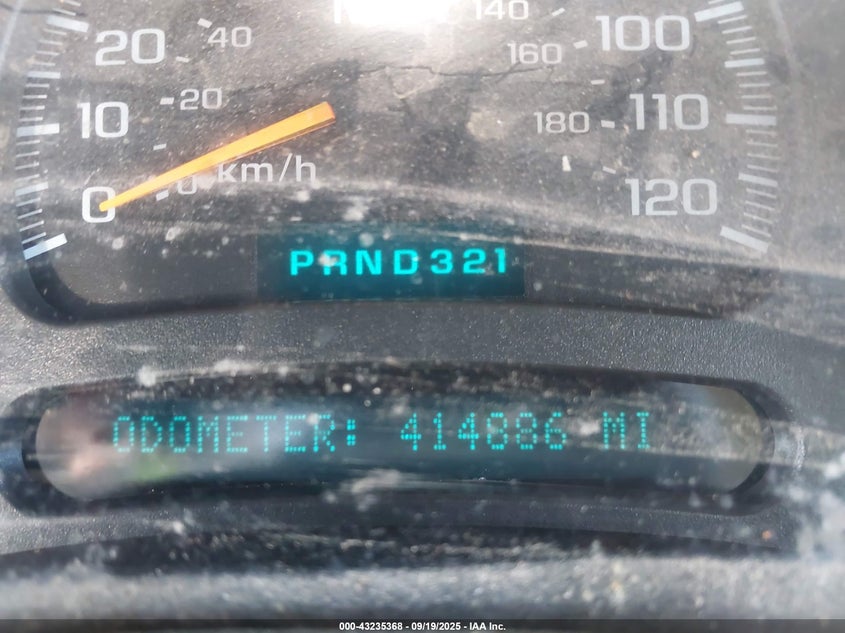 140
20 40 160 100
10 20 180 110
0 0 km/h 120
PRND321
ODOMETER: 414886 MI
000-43235368 - 09/19/2025 - IAA Inc.